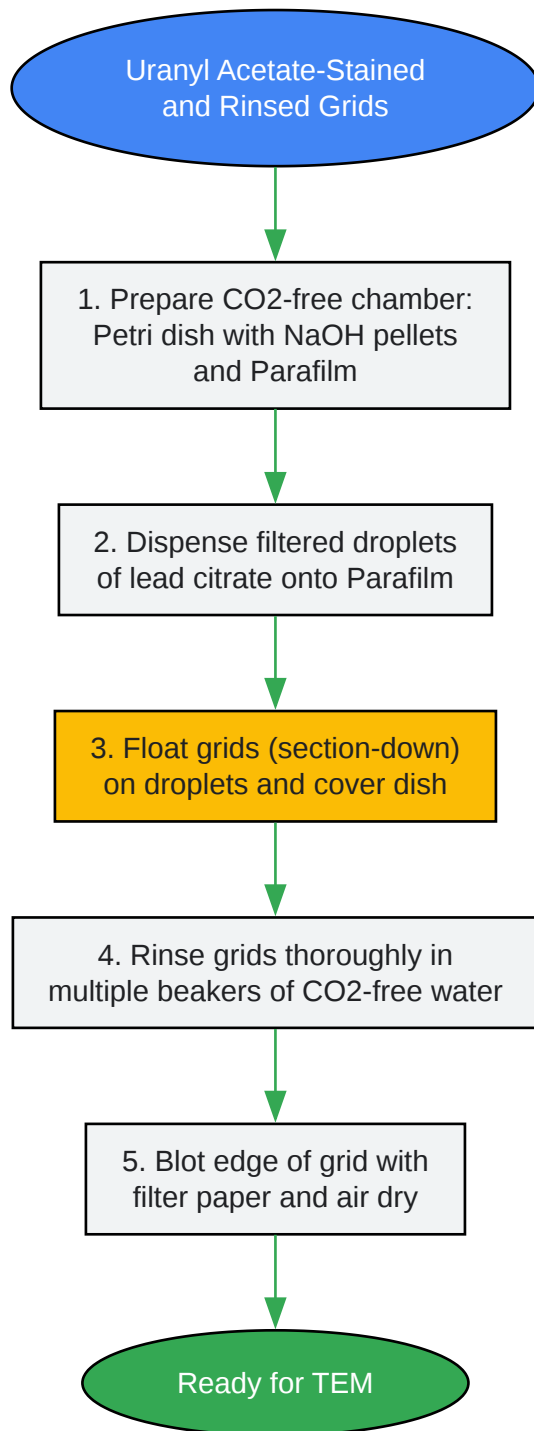 Uranyl Acetate-Stained
and Rinsed Grids
1. Prepare CO2-free chamber:
Petri dish with NaOH pellets
and Parafilm
2. Dispense filtered droplets
of lead citrate onto Parafilm
3. Float grids (section-down)
on droplets and cover dish
4. Rinse grids thoroughly in
multiple beakers of CO2-free water
5. Blot edge of grid with
filter paper and air dry
Ready for TEM